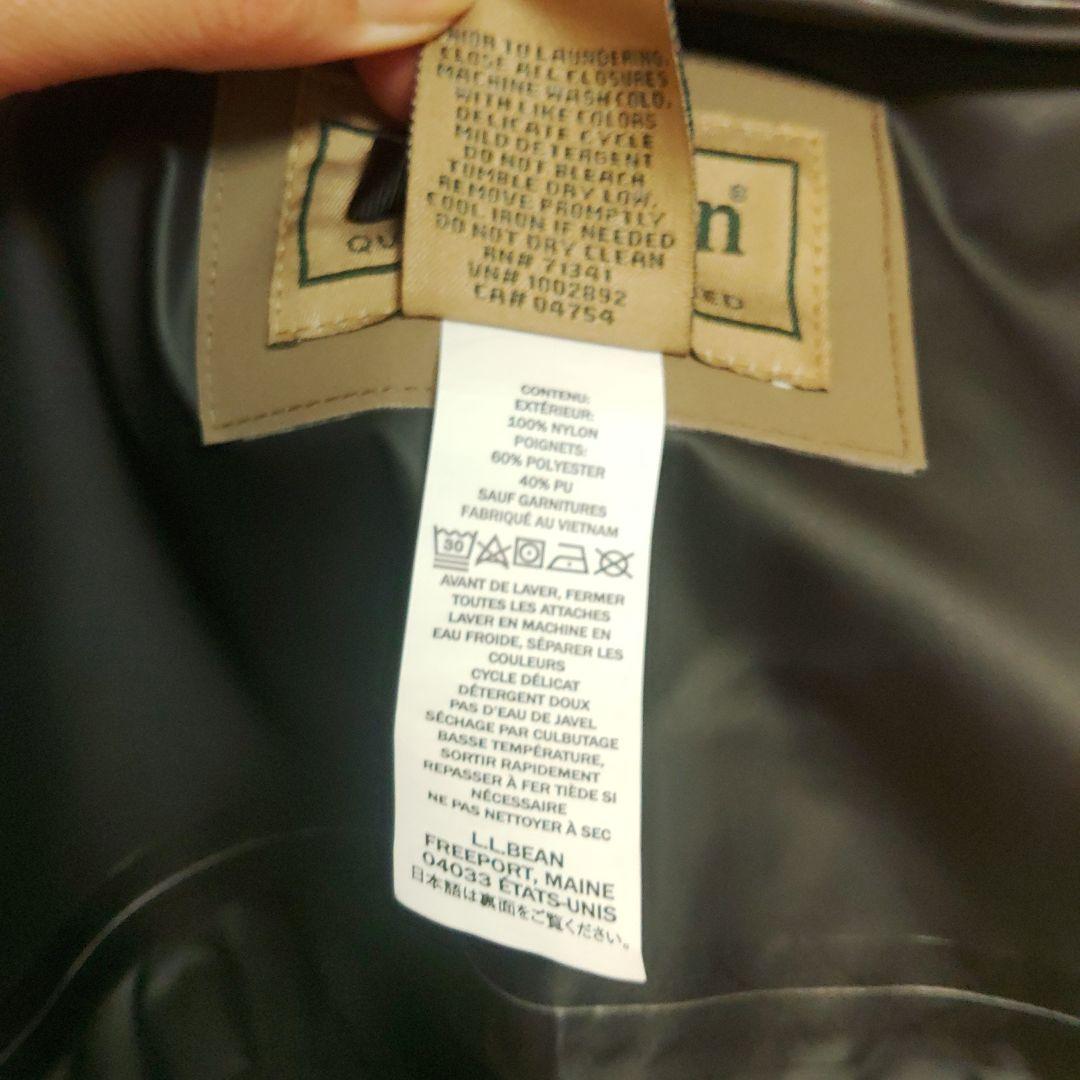 PRIOR TO LAUNDERING,
CLOSE ALL CLOSURES
MACHINE WASH COLD,
WITH LIKE COLORS
DELICATE CYCLE
MILD DETERGENT
DO NOT BLEACH
TUMBLE DRY LOW,
REMOVE PROMPTLY
COOL IRON IF NEEDED
DO NOT DRY CLEAN
RN# 71341
VN# 1002892
CA# 04754
n®
QU
ED
CONTENU:
EXTÉRIEUR:
100% NYLON
POIGNETS:
60% POLYESTER
40% PU
SAUF GARNITURES
FABRIQUÉ AU VIETNAM
30
AVANT DE LAVER, FERMER
TOUTES LES ATTACHES
LAVER EN MACHINE EN
EAU FROIDE, SÉPARER LES
COULEURS
CYCLE DÉLICAT
DÉTERGENT DOUX
PAS D'EAU DE JAVEL
SÉCHAGE PAR CULBUTAGE
BASSE TEMPÉRATURE,
SORTIR RAPIDEMENT
REPASSER À FER TIÈDE SI
NÉCESSAIRE
NE PAS NETTOYER À SEC
L.L.BEAN
FREEPORT, MAINE
04033 ÉTATS-UNIS
日本語は裏面をご覧ください。